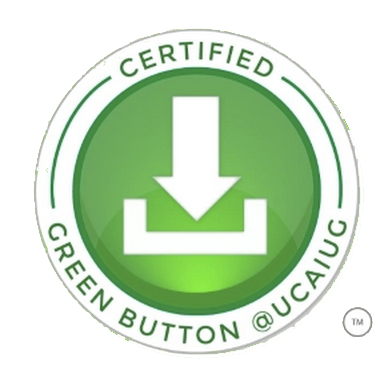 CERTIFIED
GREEN BUTTON @UCAIUG
TM